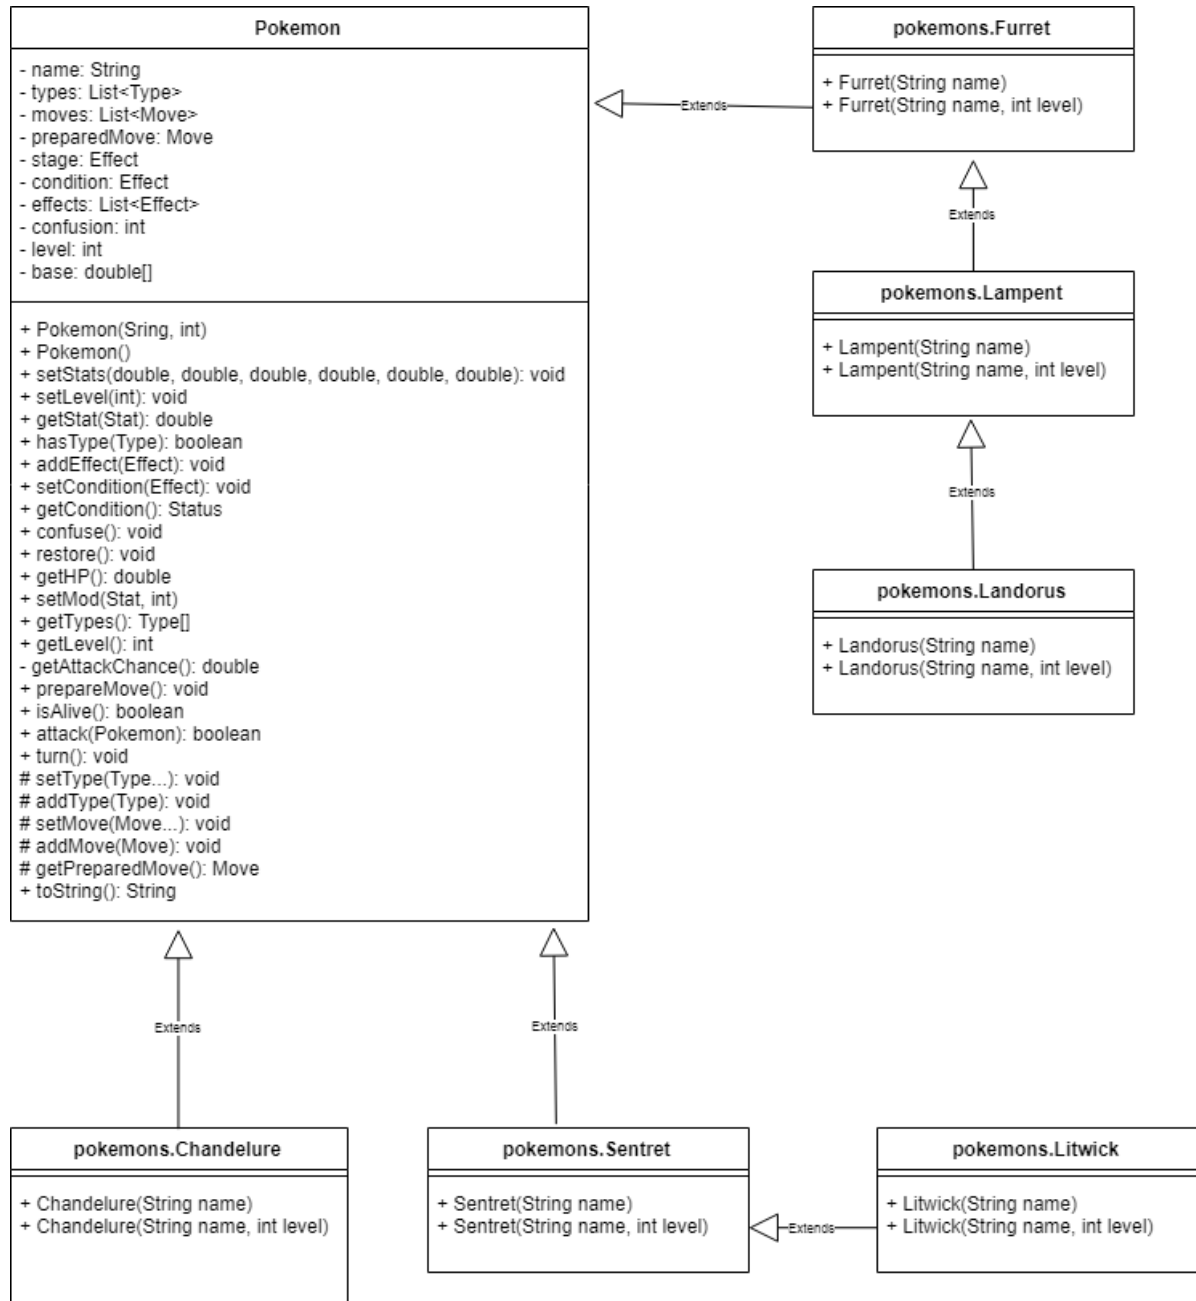 Pokemon
- name: String
- types: List<Type>
- moves: List<Move>
- preparedMove: Move
- stage: Effect
- condition: Effect
- effects: List<Effect>
- confusion: int
- level: int
- base: double[]
+ Pokemon(Sring, int)
+ Pokemon()
+ setStats(double, double, double, double, double, double): void
+ setLevel(int): void
+ getStat(Stat): double
+ hasType(Type): boolean
+ addEffect(Effect): void
+ setCondition(Effect): void
+ getCondition(): Status
+ confuse(): void
+ restore(): void
+ getHP(): double
+ setMod(Stat, int)
+ getTypes(): Type[]
+ getLevel(): int
- getAttackChance(): double
+ prepareMove(): void
+ isAlive(): boolean
+ attack(Pokemon): boolean
+ turn(): void
# setType(Type...): void
# addType(Type): void
# setMove(Move...): void
# addMove(Move): void
# getPreparedMove(): Move
+ toString(): String
Extends
pokemons.Furret
+ Furret(String name)
+ Furret(String name, int level)
Extends
pokemons.Lampent
+ Lampent(String name)
+ Lampent(String name, int level)
Extends
pokemons.Landorus
+ Landorus(String name)
+ Landorus(String name, int level)
Extends
Extends
pokemons.Chandelure
+ Chandelure(String name)
+ Chandelure(String name, int level)
pokemons.Sentret
+ Sentret(String name)
+ Sentret(String name, int level)
Extends
pokemons.Litwick
+ Litwick(String name)
+ Litwick(String name, int level)